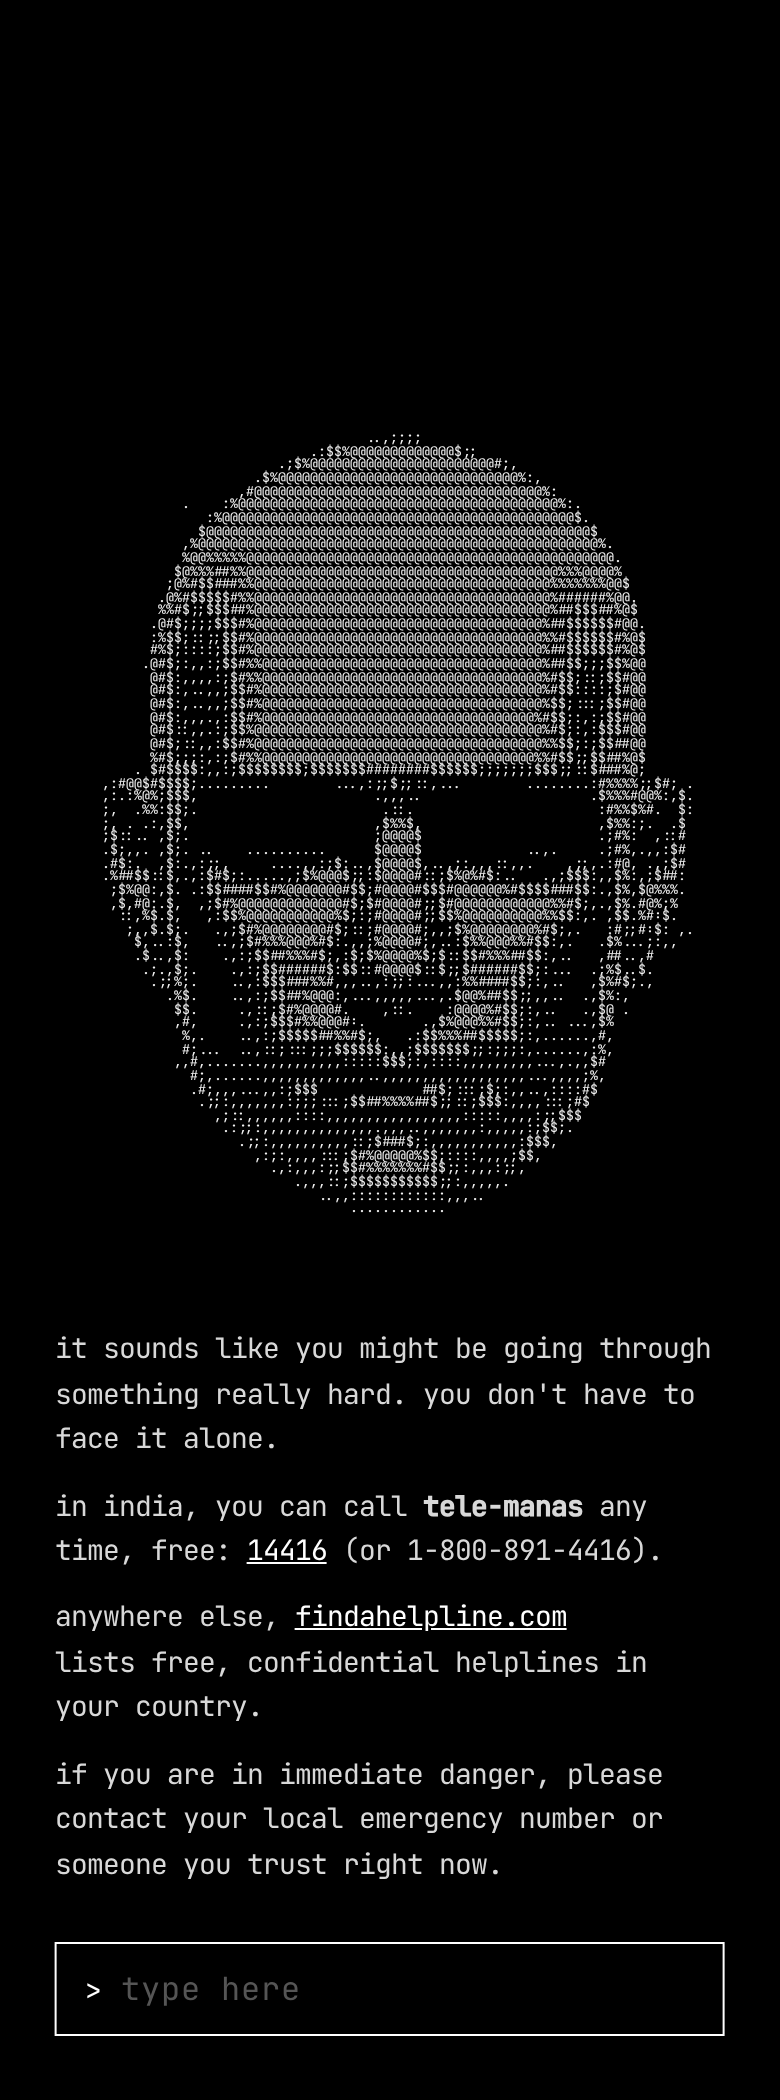 it sounds like you might be going through
something really hard. you don't have to
face it alone.
in india, you can call tele-manas any
time, free: 14416 (or 1-800-891-4416).
anywhere else, findahelpline.com
lists free, confidential helplines in
your country.
if you are in immediate danger, please
contact your local emergency number or
someone you trust right now.
> type here